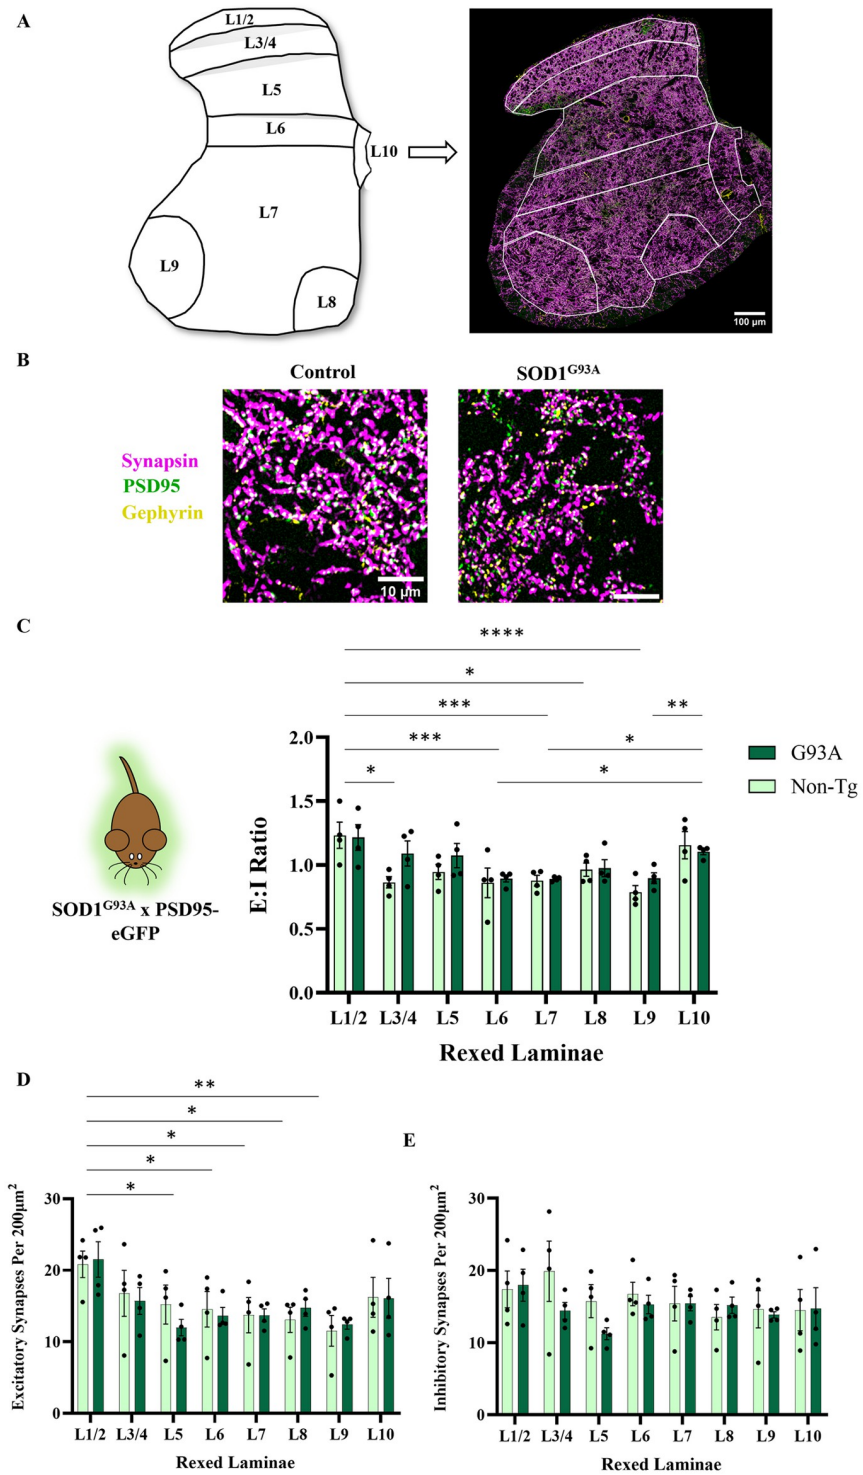 A
L1/2
L3/4
L5
L6
L10
L7
L9
L8
100 µm
B
Control
SOD1G93A
Synapsin
PSD95
Gephyrin
10 µm
C
****
*
***
**
***
*
*
*
2.0
1.5
1.0
0.5
0.0
E:I Ratio
G93A
Non-Tg
SOD1G93A x PSD95-
eGFP
L1/2 L3/4 L5 L6 L7 L8 L9 L10
Rexed Laminae
D
**
*
*
*
*
30
20
10
0
Excitatory Synapses Per 200µm2
L1/2 L3/4 L5 L6 L7 L8 L9 L10
Rexed Laminae
E
30
20
10
0
Inhibitory Synapses Per 200µm2
L1/2 L3/4 L5 L6 L7 L8 L9 L10
Rexed Laminae